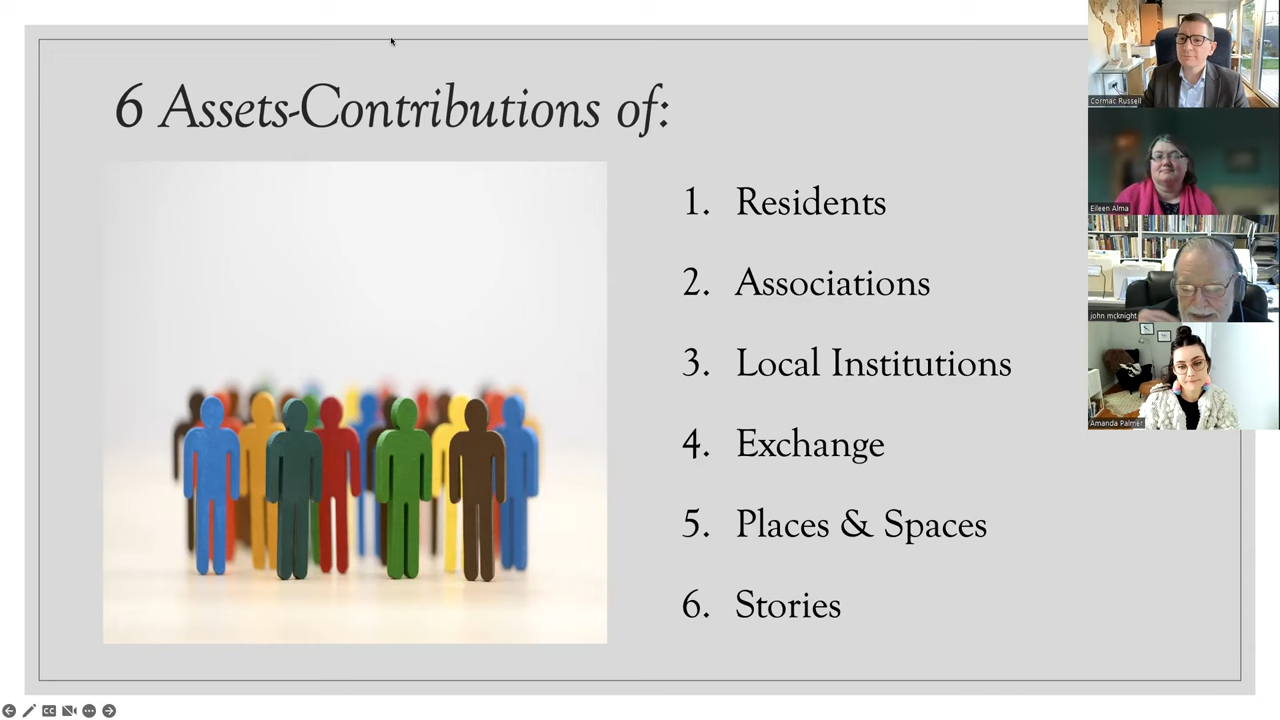 6 Assets-Contributions of:
1. Residents
2. Associations
3. Local Institutions
4. Exchange
5. Places & Spaces
6. Stories
Cormac Russell
Eileen Alma
john mcknight
Amanda Palmer
CC